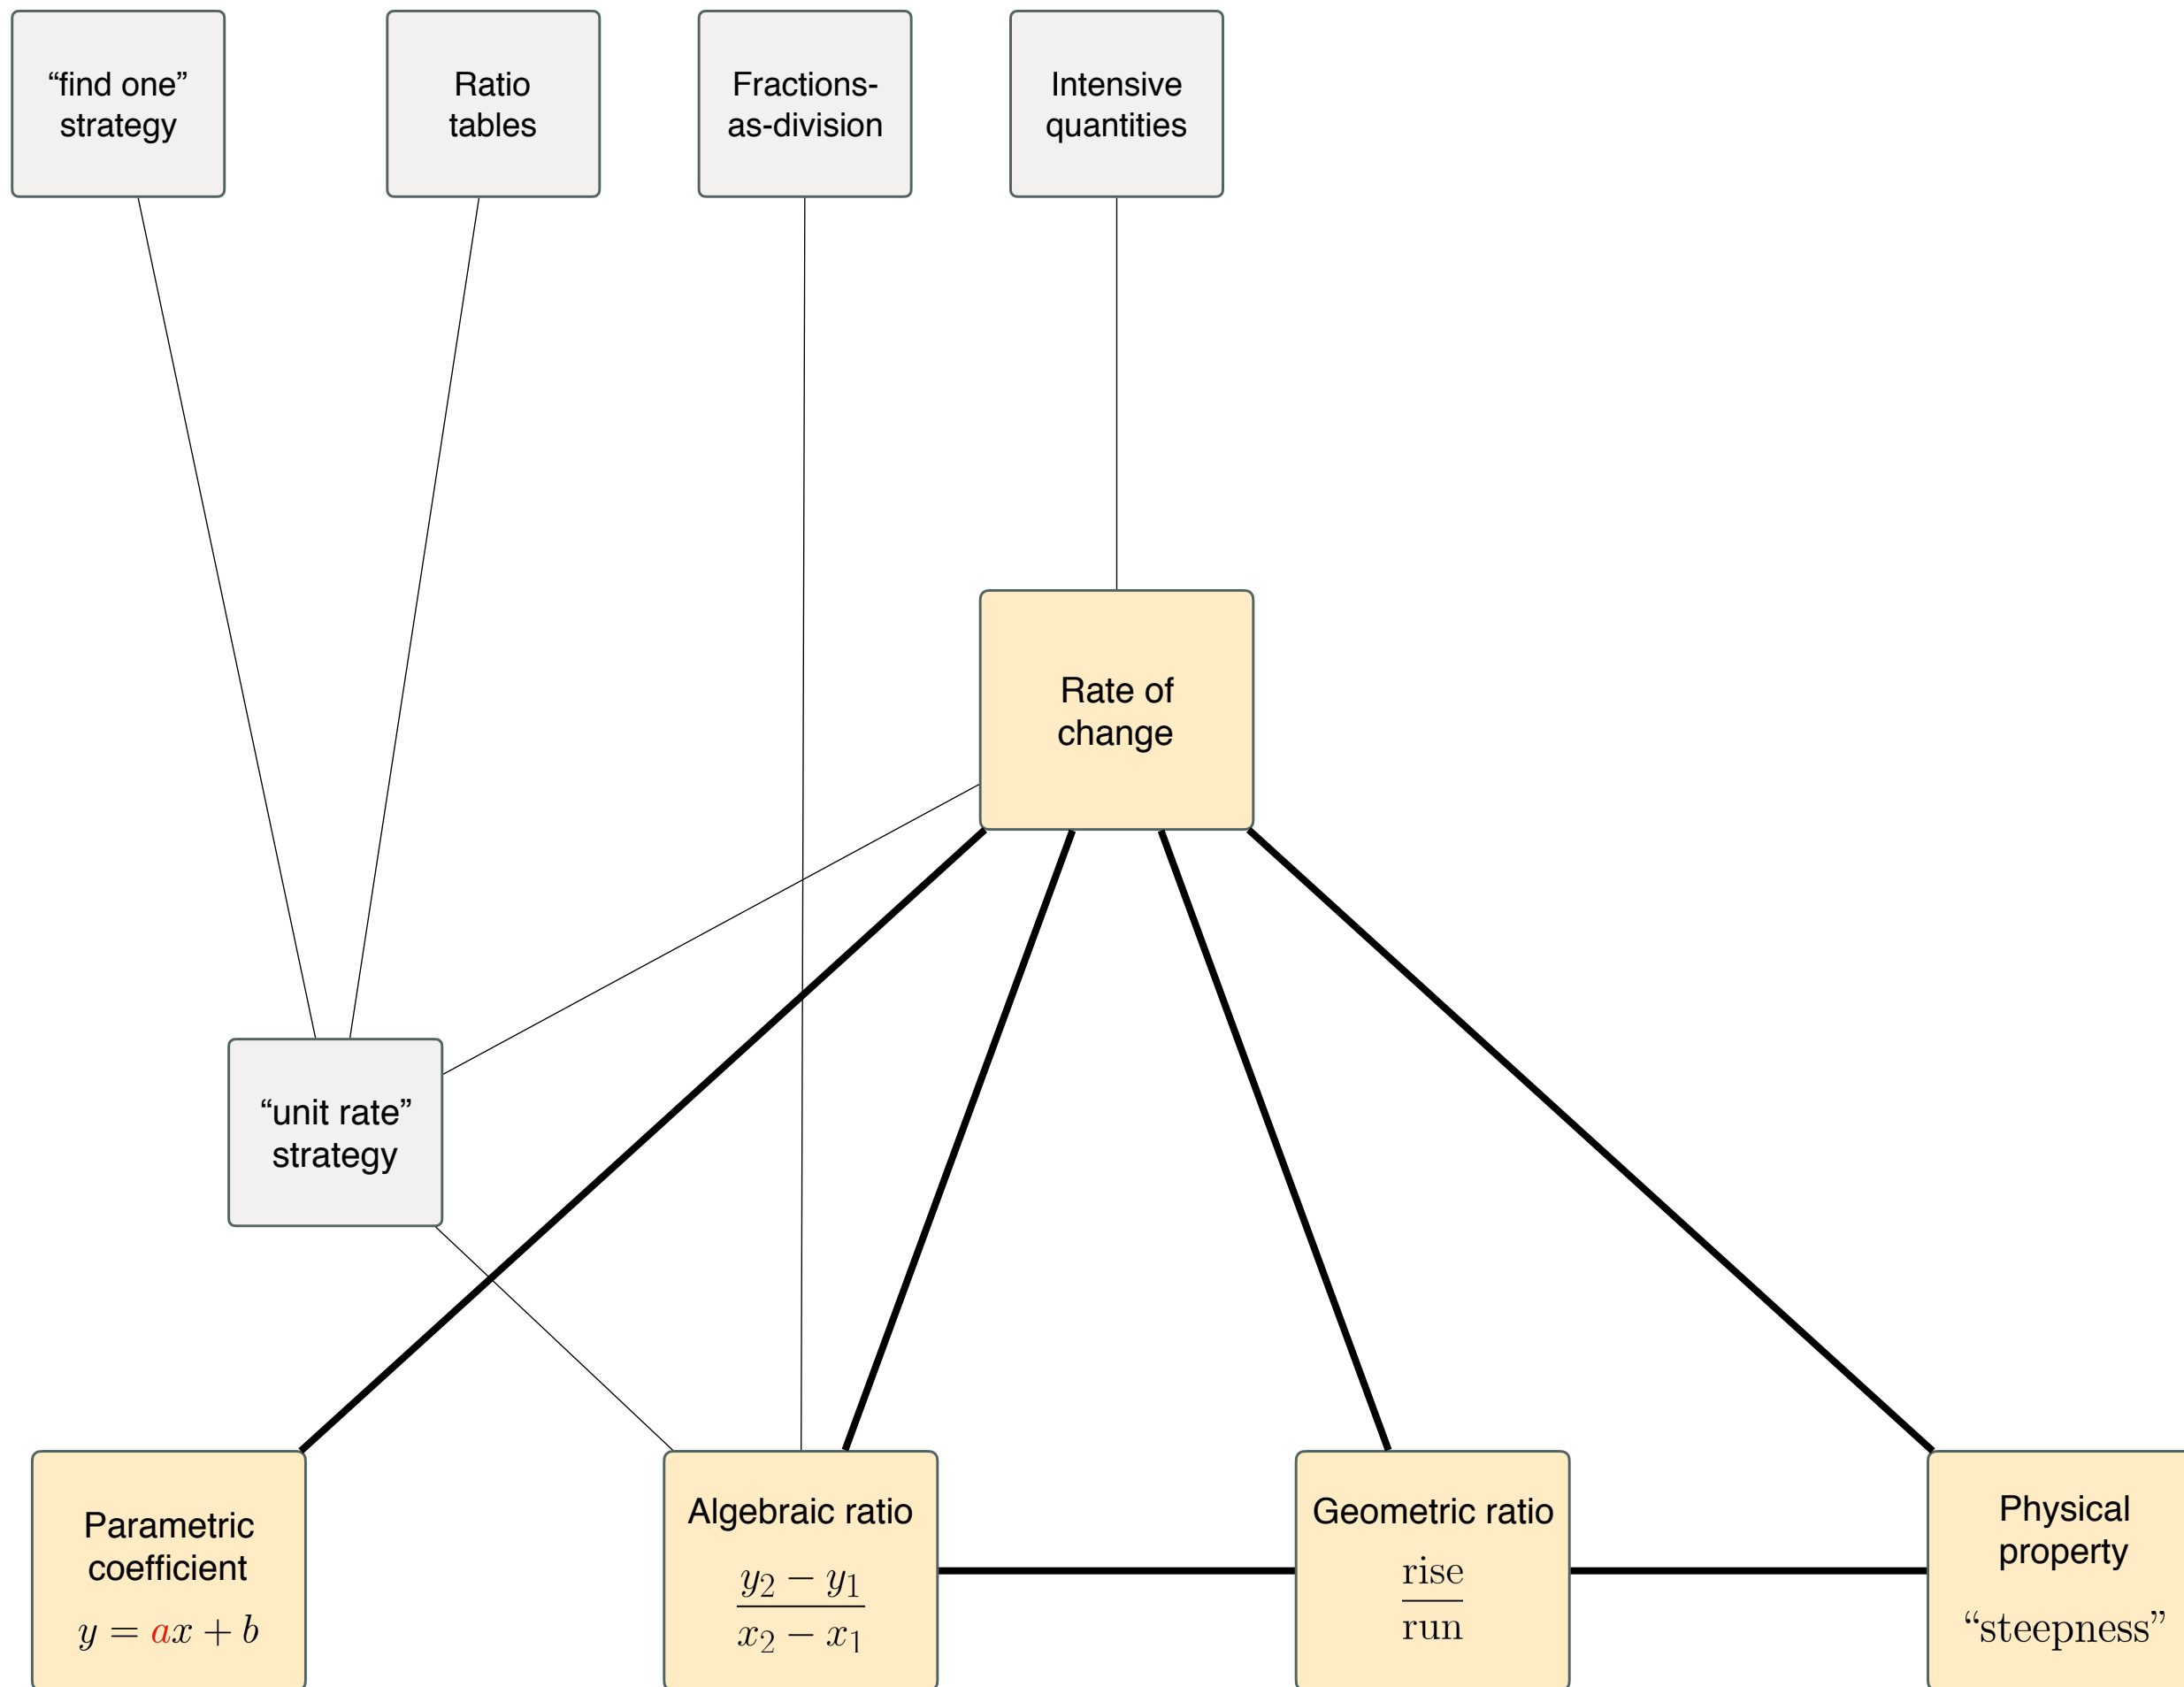 “find one”
strategy
Ratio
tables
Fractions-
as-division
Intensive
quantities
Rate of
change
“unit rate”
strategy
Parametric
coefficient
y = ax + b
Algebraic ratio
y₂ − y₁
x₂ − x₁
Geometric ratio
rise
run
Physical
property
“steepness”